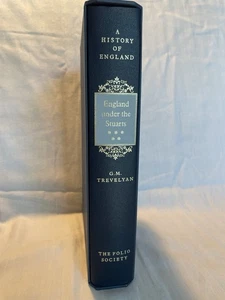 A
HISTORY
OF
ENGLAND
England
under the
Stuarts
* * *
* *
G. M.
TREVELYAN
THE FOLIO
SOCIETY